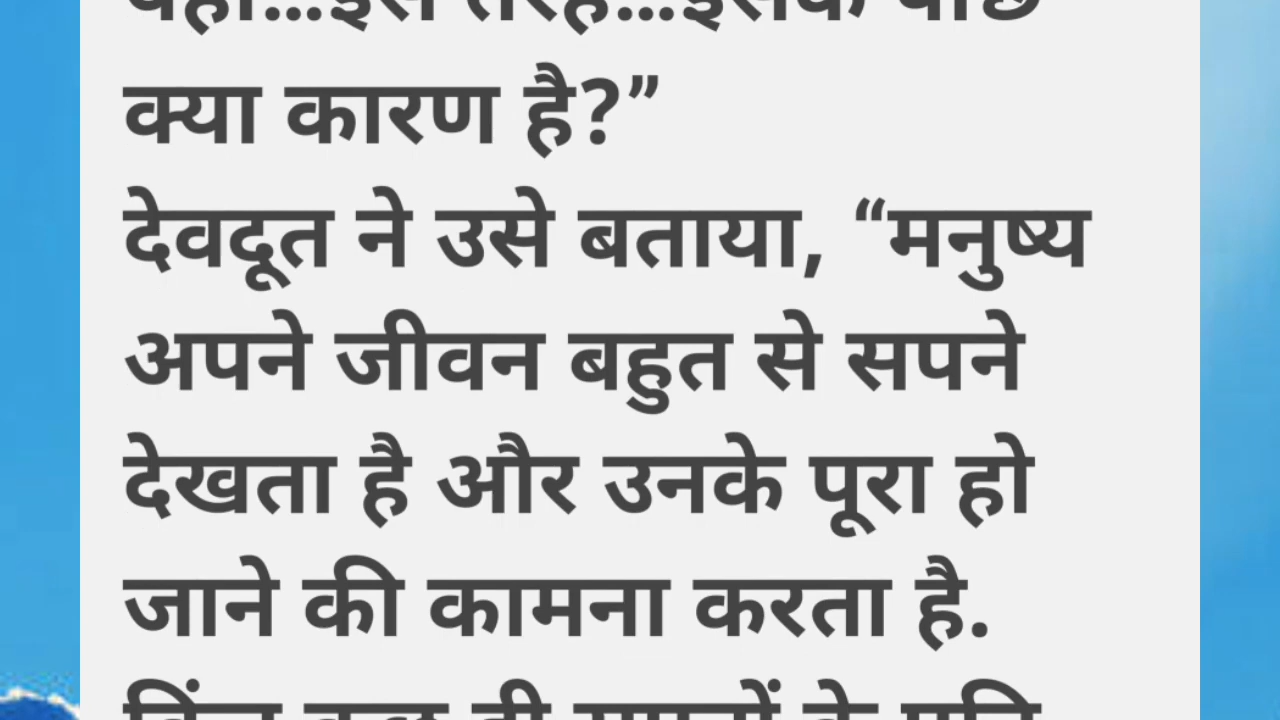 क्या कारण है?”
देवदूत ने उसे बताया, “मनुष्य
अपने जीवन बहुत से सपने
देखता है और उनके पूरा हो
जाने की कामना करता है.